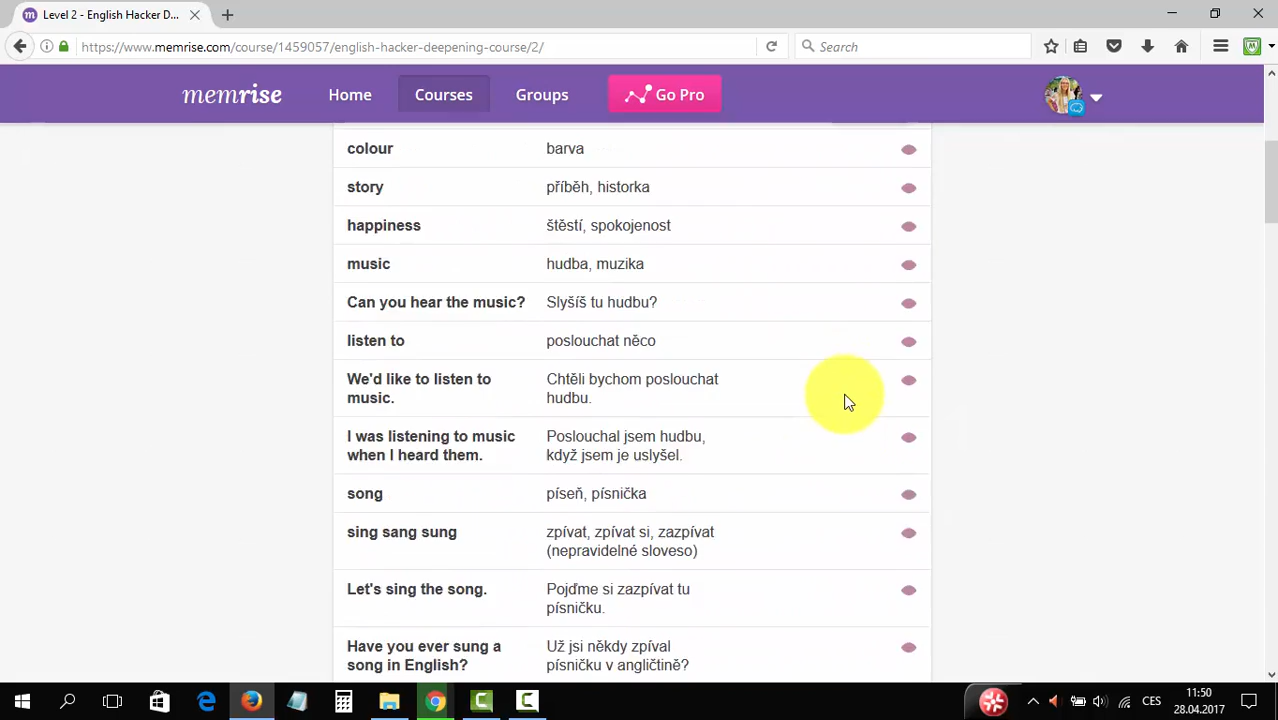 Level 2 - English Hacker D...
https://www.memrise.com/course/1459057/english-hacker-deepening-course/2/
Search
memrise
Home
Courses
Groups
Go Pro
colour barva
story příběh, historka
happiness štěstí, spokojenost
music hudba, muzika
Can you hear the music? Slyšíš tu hudbu?
listen to poslouchat něco
We'd like to listen to Chtěli bychom poslouchat
music. hudbu.
I was listening to music Poslouchal jsem hudbu,
when I heard them. když jsem je uslyšel.
song píseň, písnička
sing sang sung zpívat, zpívat si, zazpívat
(nepravidelné sloveso)
Let's sing the song. Pojďme si zazpívat tu
písničku.
Have you ever sung a Už jsi někdy zpíval
song in English? písničku v angličtině?
CES
11:50
28.04.2017